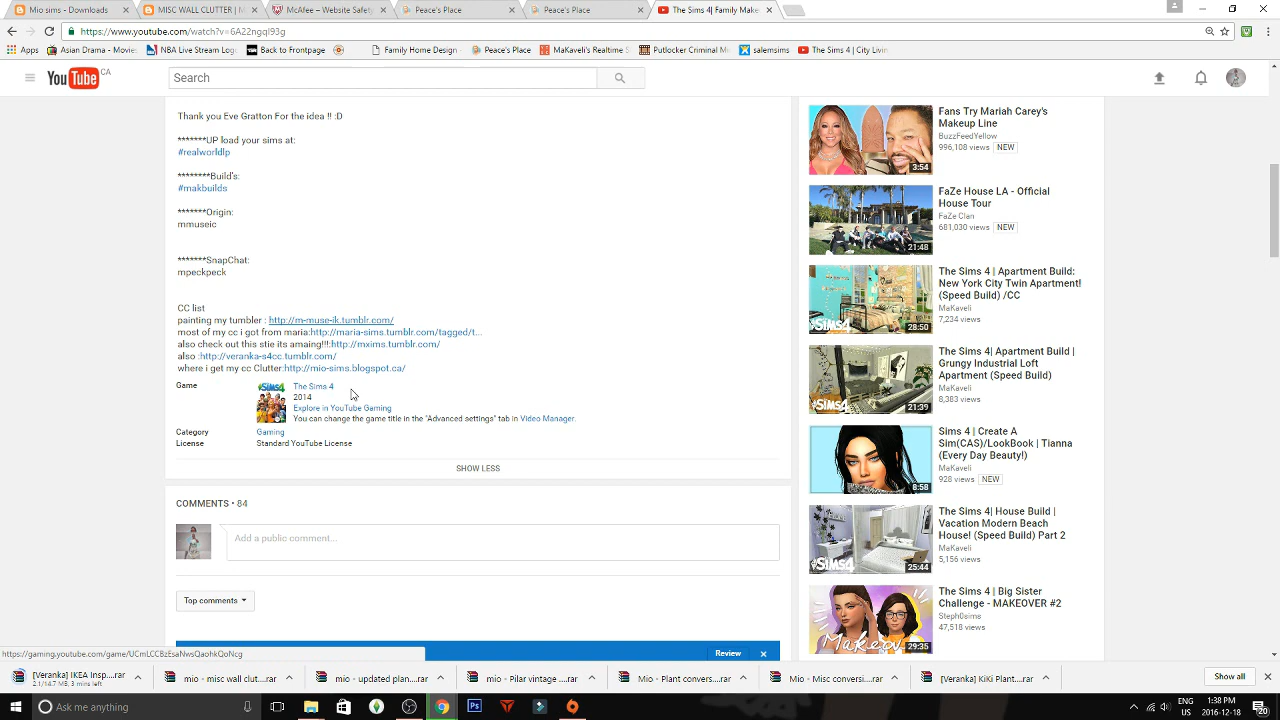 Mio sims - Downloads
MISC WALL CLUTTER | M
McAfee – Website Safety
Peace's Place
Peace's Place
The Sims 4| Family Make
https://www.youtube.com/watch?v=6A22ngqI93g
Apps
Asian Drama - Movies
NBA Live Stream Log
Back to Frontpage
Family Home Desig
Peace's Place
MaKaveli's Realtime S
Putlocker Criminal Mi
salemsims
The Sims 4 | City Livin
YouTube CA
Search
Thank you Eve Gratton For the idea !! :D
*******UP load your sims at:
#realworldlp
********Build's:
#makbuilds
*******Origin:
mmuseic
*******SnapChat:
mpeckpeck
CC list
painting my tumbler : http://m-muse-ik.tumblr.com/
most of my cc i got from maria:http://maria-sims.tumblr.com/tagged/t...
also check out this stie its amaing!!!:http://mxims.tumblr.com/
also :http://veranka-s4cc.tumblr.com/
where i get my cc Clutter:http://mio-sims.blogspot.ca/
Game
The Sims 4
2014
Explore in YouTube Gaming
You can change the game title in the "Advanced settings" tab in Video Manager.
Category
Gaming
License
Standard YouTube License
SHOW LESS
COMMENTS • 84
Add a public comment...
Top comments
Review
Fans Try Mariah Carey's Makeup Line
BuzzFeedYellow
996,108 views NEW
3:54
FaZe House LA - Official House Tour
FaZe Clan
681,030 views NEW
21:48
The Sims 4 | Apartment Build: New York City Twin Apartment! (Speed Build) /CC
MaKaveli
7,234 views
28:50
The Sims 4| Apartment Build | Grungy Industrial Loft Apartment (Speed Build)
MaKaveli
8,383 views
21:39
Sims 4 | Create A Sim(CAS)/LookBook | Tianna (Every Day Beauty!)
MaKaveli
928 views NEW
8:58
The Sims 4| House Build | Vacation Modern Beach House! (Speed Build) Part 2
MaKaveli
5,156 views
25:44
The Sims 4 | Big Sister Challenge - MAKEOVER #2
Steph0sims
47,518 views
29:35
https://gaming.youtube.com/game/UCmLCCBzEsaNwsQaohkQoNcg
[Veranka] IKEA Insp....rar
2.1/14.7 MB, 3 mins left
mio - misc wall clut....rar
mio - updated plan....rar
mio - Pilar vintage ....rar
Mio - Plant convers....rar
Mio - Misc conversi....rar
[Veranka] KiKi Plant....rar
Show all
Ask me anything
ENG
US
1:38 PM
2016-12-18
20